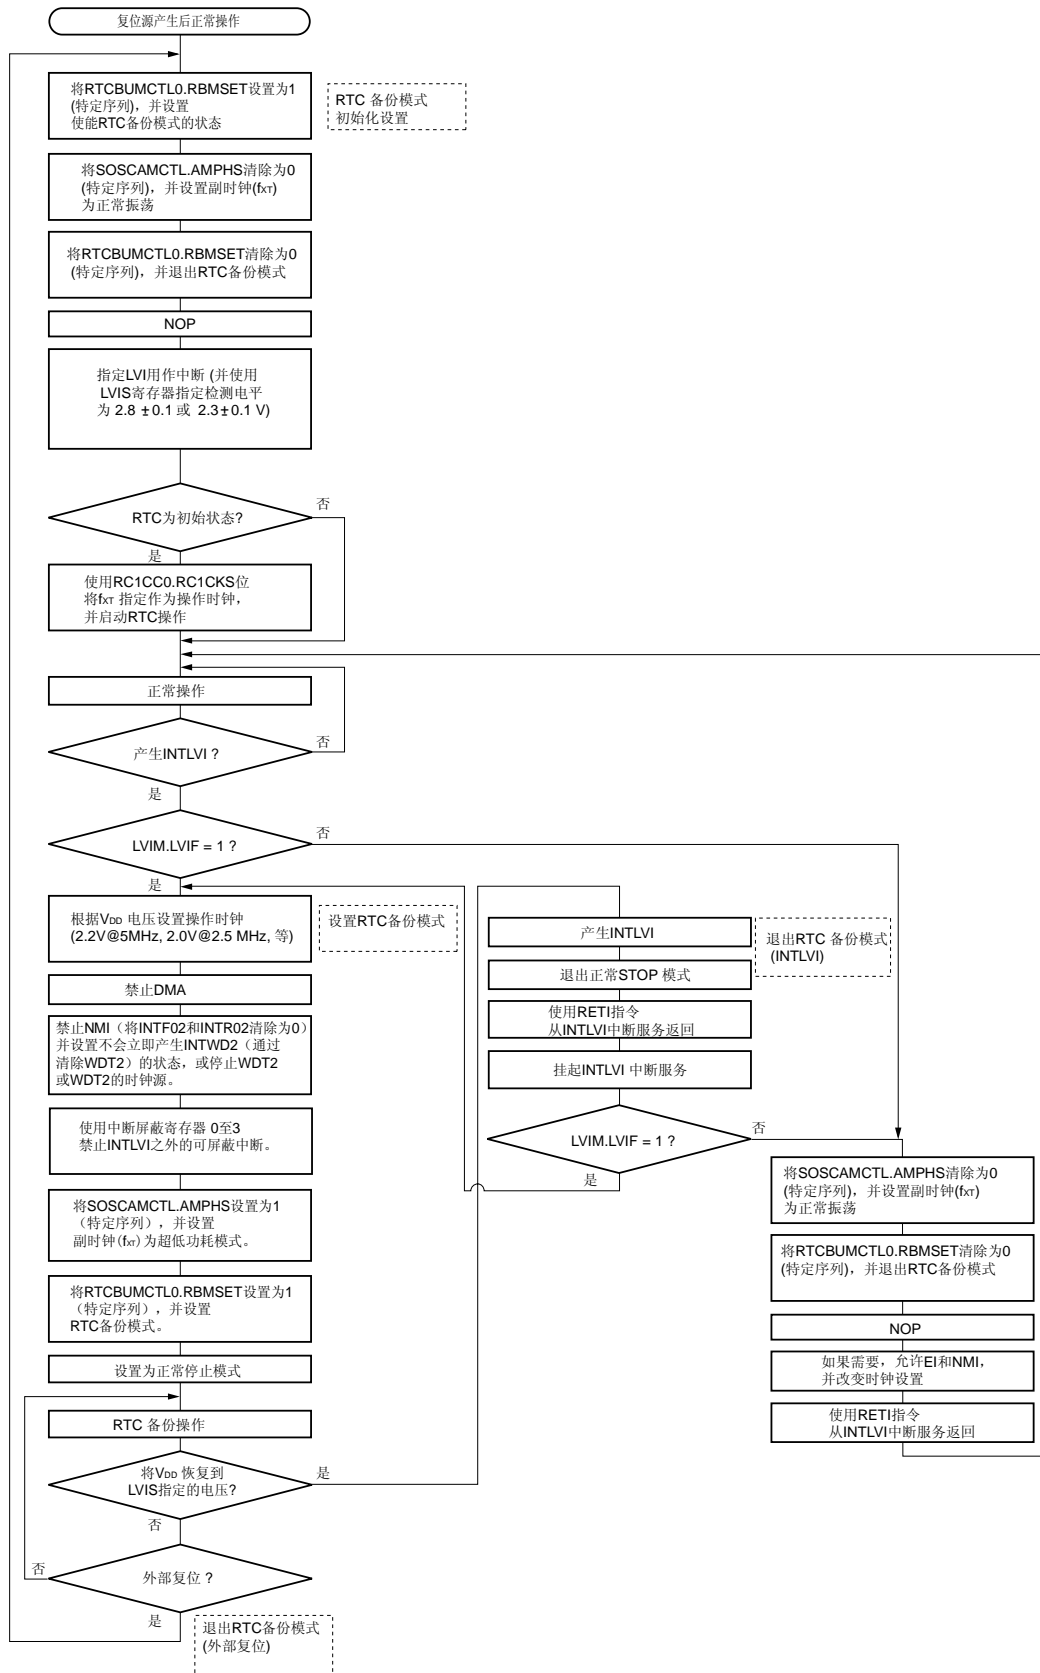 复位源产生后正常操作
将RTCBUMCTL0.RBMSET设置为1
(特定序列)，并设置
使能RTC备份模式的状态
RTC 备份模式
初始化设置
将SOSCAMCTL.AMPHS清除为0
(特定序列)，并设置副时钟(fXT)
为正常振荡
将RTCBUMCTL0.RBMSET清除为0
(特定序列)，并退出RTC备份模式
NOP
指定LVI用作中断 (并使用
LVIS寄存器指定检测电平
为 2.8 ±0.1 或 2.3±0.1 V)
RTC为初始状态?
否
是
使用RC1CC0.RC1CKS位
将fXT 指定作为操作时钟，
并启动RTC操作
正常操作
产生INTLVI ?
否
是
LVIM.LVIF = 1 ?
否
是
根据VDD 电压设置操作时钟
(2.2V@5MHz, 2.0V@2.5 MHz, 等)
设置RTC备份模式
禁止DMA
禁止NMI（将INTF02和INTR02清除为0）
并设置不会立即产生INTWD2（通过
清除WDT2）的状态，或停止WDT2
或WDT2的时钟源。
使用中断屏蔽寄存器 0至3
禁止INTLVI之外的可屏蔽中断。
将SOSCAMCTL.AMPHS设置为1
（特定序列），并设置
副时钟(fXT)为超低功耗模式。
将RTCBUMCTL0.RBMSET设置为1
（特定序列），并设置
RTC备份模式。
设置为正常停止模式
RTC 备份操作
将VDD 恢复到
LVIS指定的电压?
是
否
外部复位 ?
否
是
退出RTC备份模式
(外部复位)
产生INTLVI
退出RTC 备份模式
(INTLVI)
退出正常STOP 模式
使用RETI指令
从INTLVI中断服务返回
挂起INTLVI 中断服务
LVIM.LVIF = 1 ?
否
是
将SOSCAMCTL.AMPHS清除为0
(特定序列)，并设置副时钟(fXT)
为正常振荡
将RTCBUMCTL0.RBMSET清除为0
(特定序列)，并退出RTC备份模式
NOP
如果需要，允许EI和NMI，
并改变时钟设置
使用RETI指令
从INTLVI中断服务返回